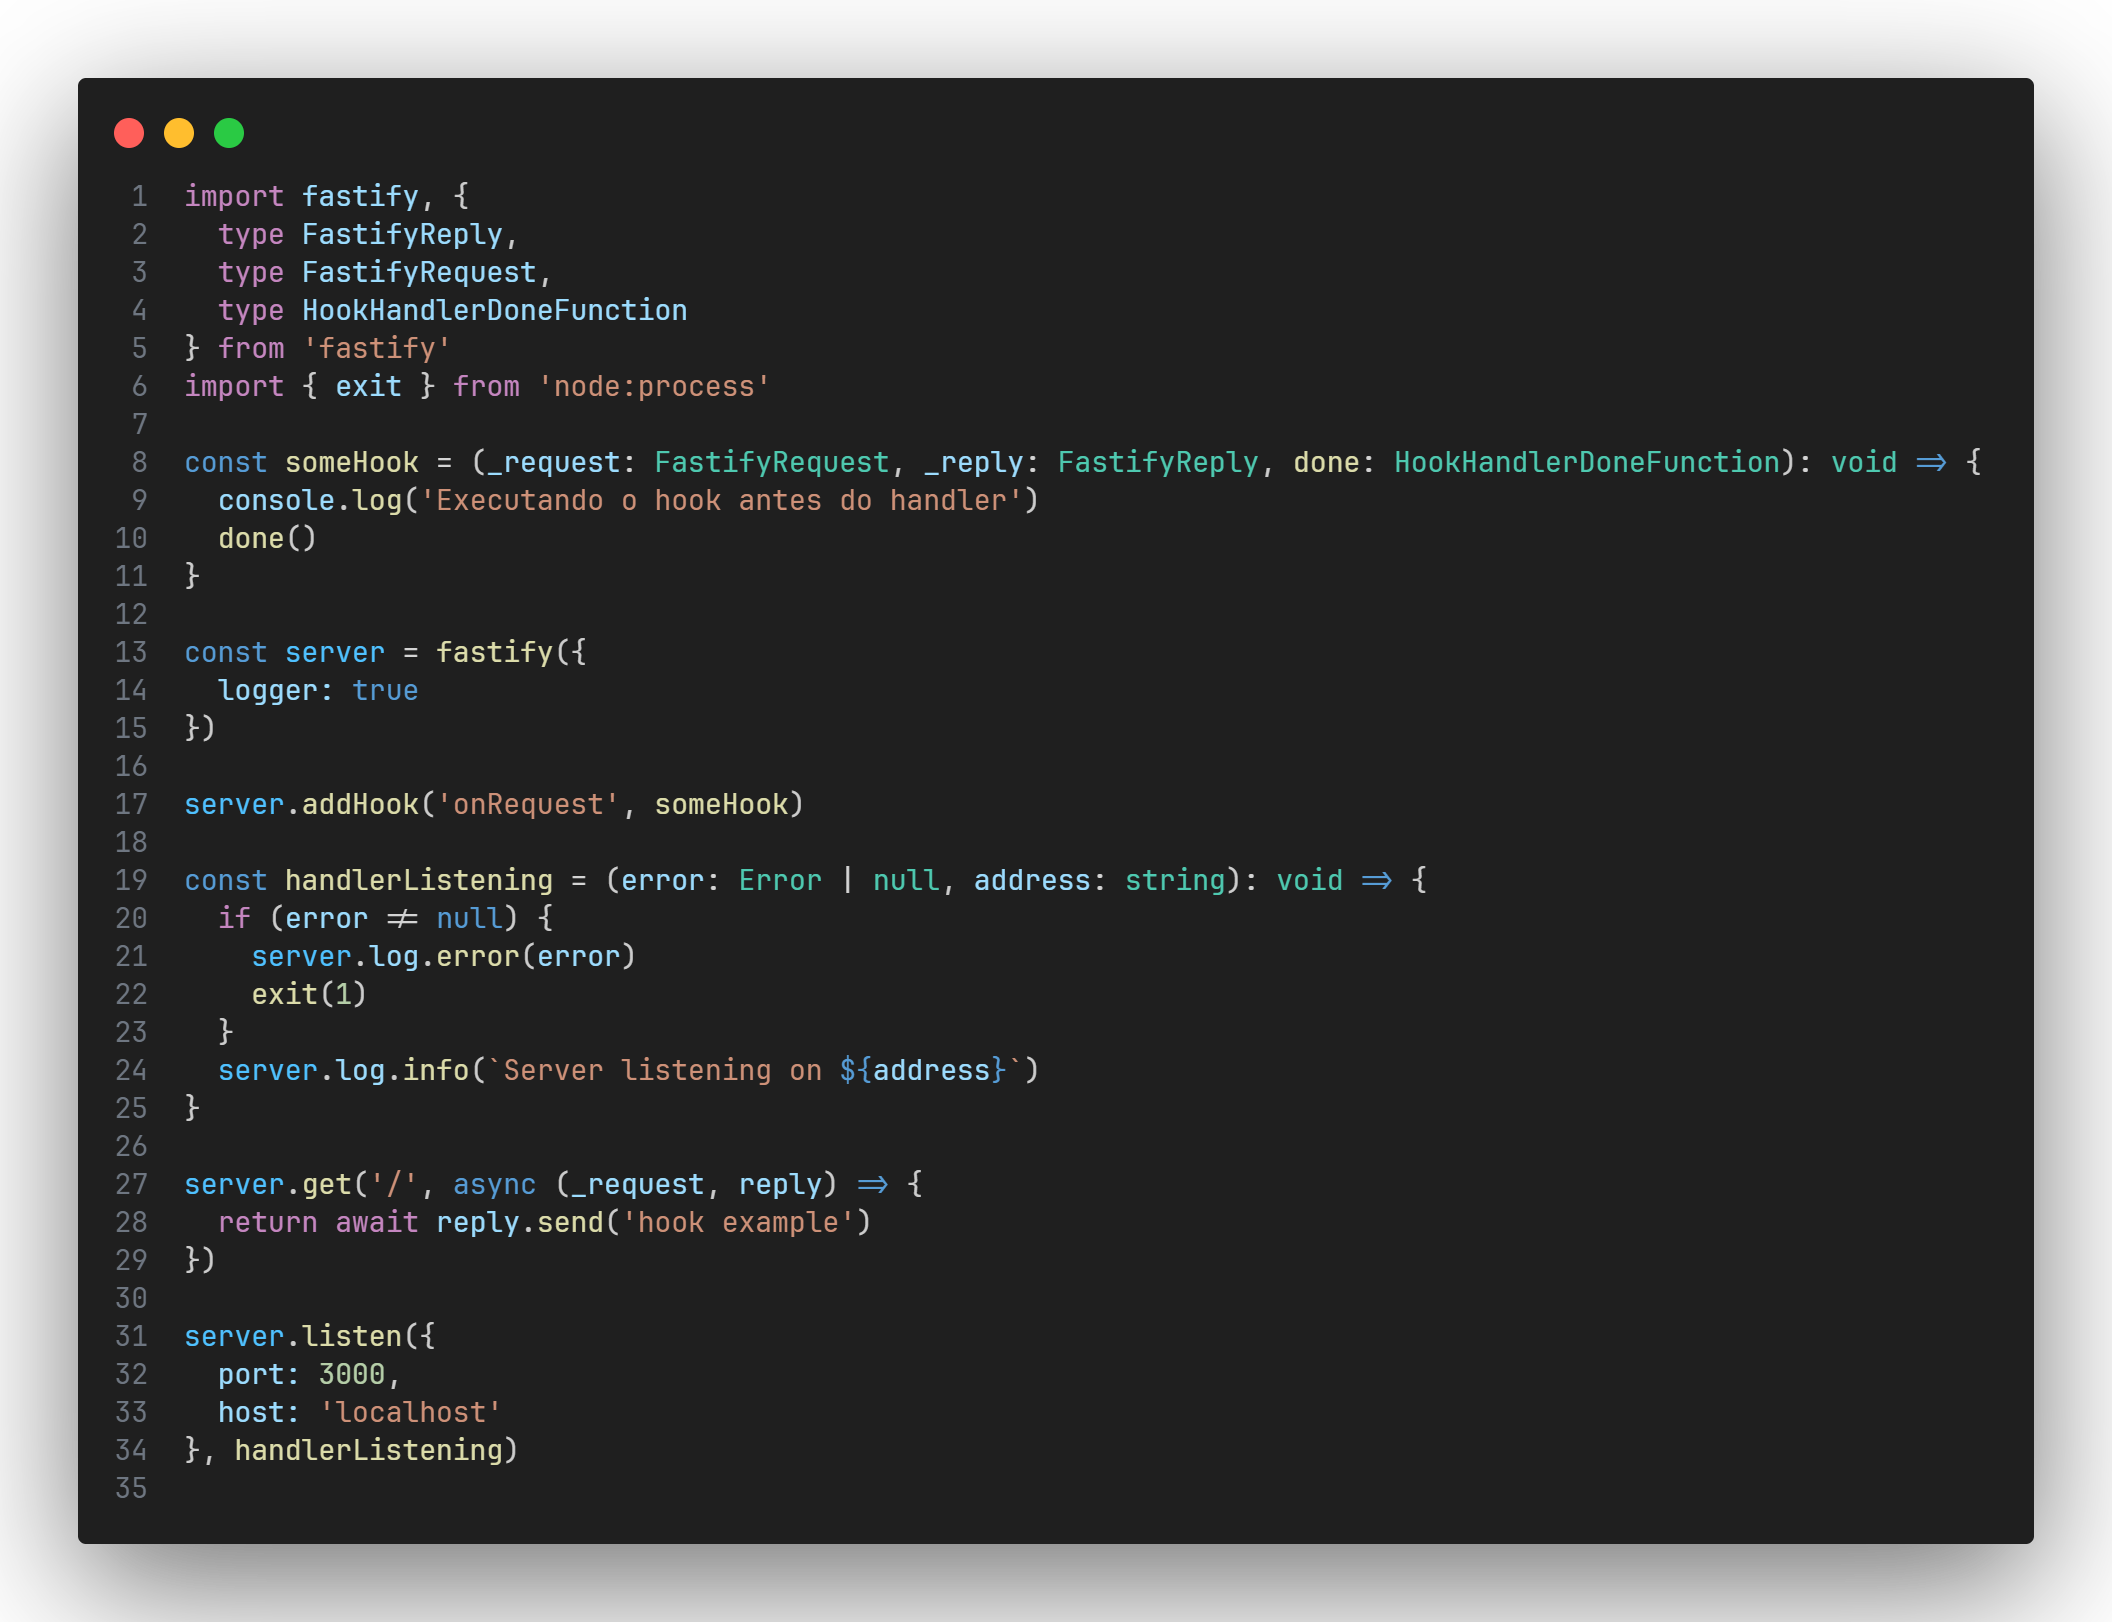 1 import fastify, {
2   type FastifyReply,
3   type FastifyRequest,
4   type HookHandlerDoneFunction
5 } from 'fastify'
6 import { exit } from 'node:process'
7
8 const someHook = (_request: FastifyRequest, _reply: FastifyReply, done: HookHandlerDoneFunction): void => {
9   console.log('Executando o hook antes do handler')
10   done()
11 }
12
13 const server = fastify({
14   logger: true
15 })
16
17 server.addHook('onRequest', someHook)
18
19 const handlerListening = (error: Error | null, address: string): void => {
20   if (error != null) {
21     server.log.error(error)
22     exit(1)
23   }
24   server.log.info(`Server listening on ${address}`)
25 }
26
27 server.get('/', async (_request, reply) => {
28   return await reply.send('hook example')
29 })
30
31 server.listen({
32   port: 3000,
33   host: 'localhost'
34 }, handlerListening)
35